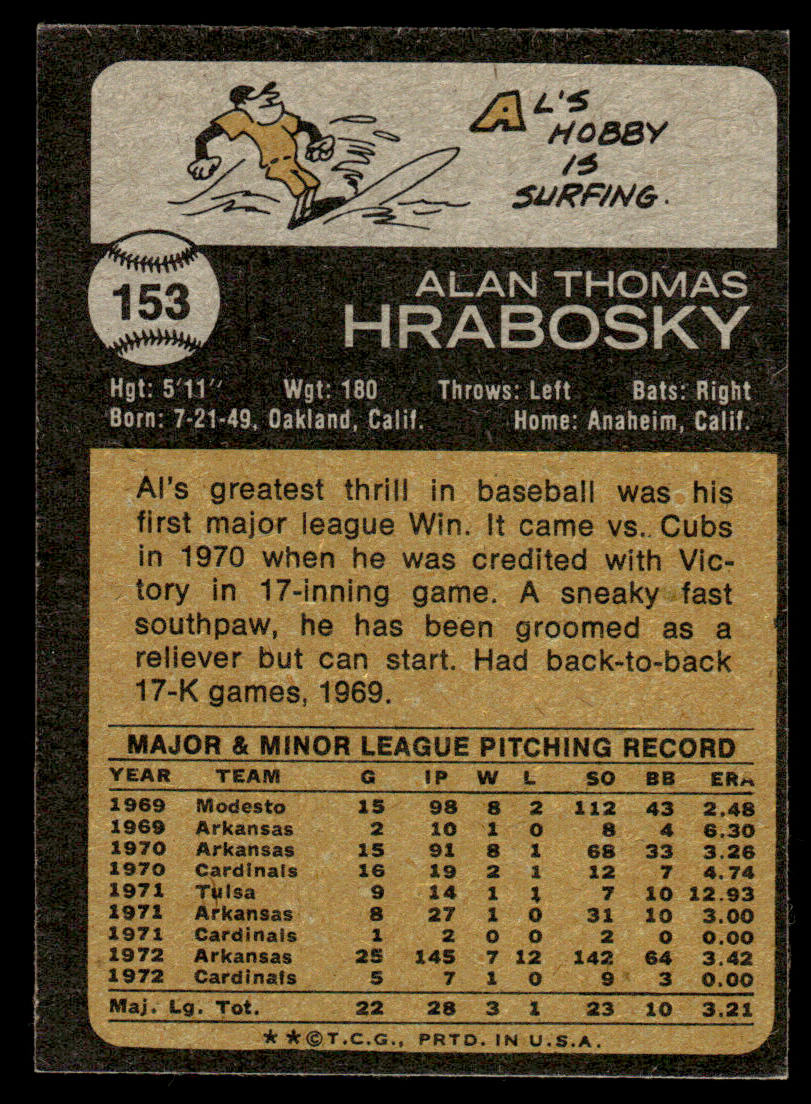 AL'S
HOBBY
IS
SURFING.
153
ALAN THOMAS
HRABOSKY
Hgt: 5'11" Wgt: 180 Throws: Left Bats: Right
Born: 7-21-49, Oakland, Calif. Home: Anaheim, Calif.
Al's greatest thrill in baseball was his
first major league Win. It came vs. Cubs
in 1970 when he was credited with Vic-
tory in 17-inning game. A sneaky fast
southpaw, he has been groomed as a
reliever but can start. Had back-to-back
17-K games, 1969.
MAJOR & MINOR LEAGUE PITCHING RECORD
YEAR TEAM G IP W L SO BB ERA
1969 Modesto 15 98 8 2 112 43 2.48
1969 Arkansas 2 10 1 0 8 4 6.30
1970 Arkansas 15 91 8 1 68 33 3.26
1970 Cardinals 16 19 2 1 12 7 4.74
1971 Tulsa 9 14 1 1 7 10 12.93
1971 Arkansas 8 27 1 0 31 10 3.00
1971 Cardinals 1 2 0 0 2 0 0.00
1972 Arkansas 25 145 7 12 142 64 3.42
1972 Cardinals 5 7 1 0 9 3 0.00
Maj. Lg. Tot. 22 28 3 1 23 10 3.21
**©T.C.G., PRTD. IN U.S.A.